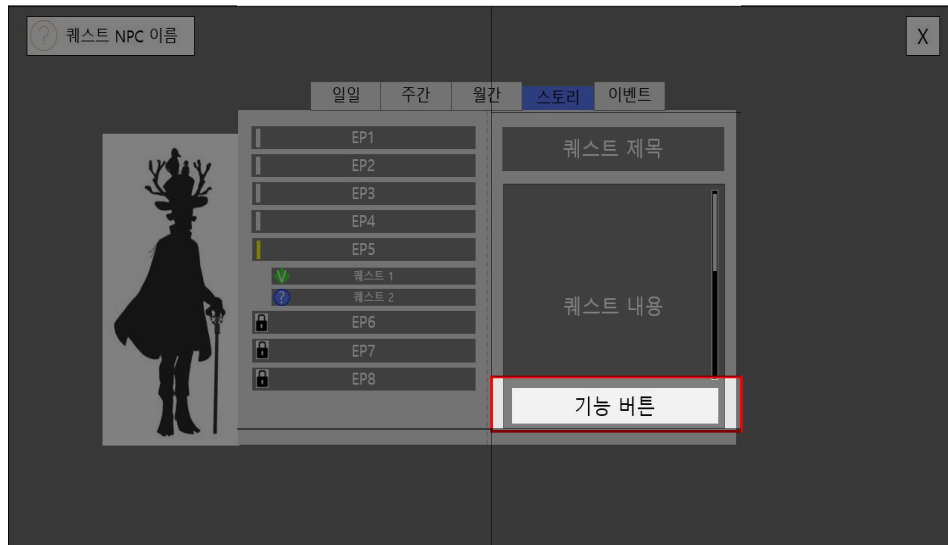 ? 퀘스트 NPC 이름
X
일일 주간 월간 스토리 이벤트
EP1
EP2
EP3
EP4
EP5
V 퀘스트 1
? 퀘스트 2
EP6
EP7
EP8
퀘스트 제목
퀘스트 내용
기능 버튼